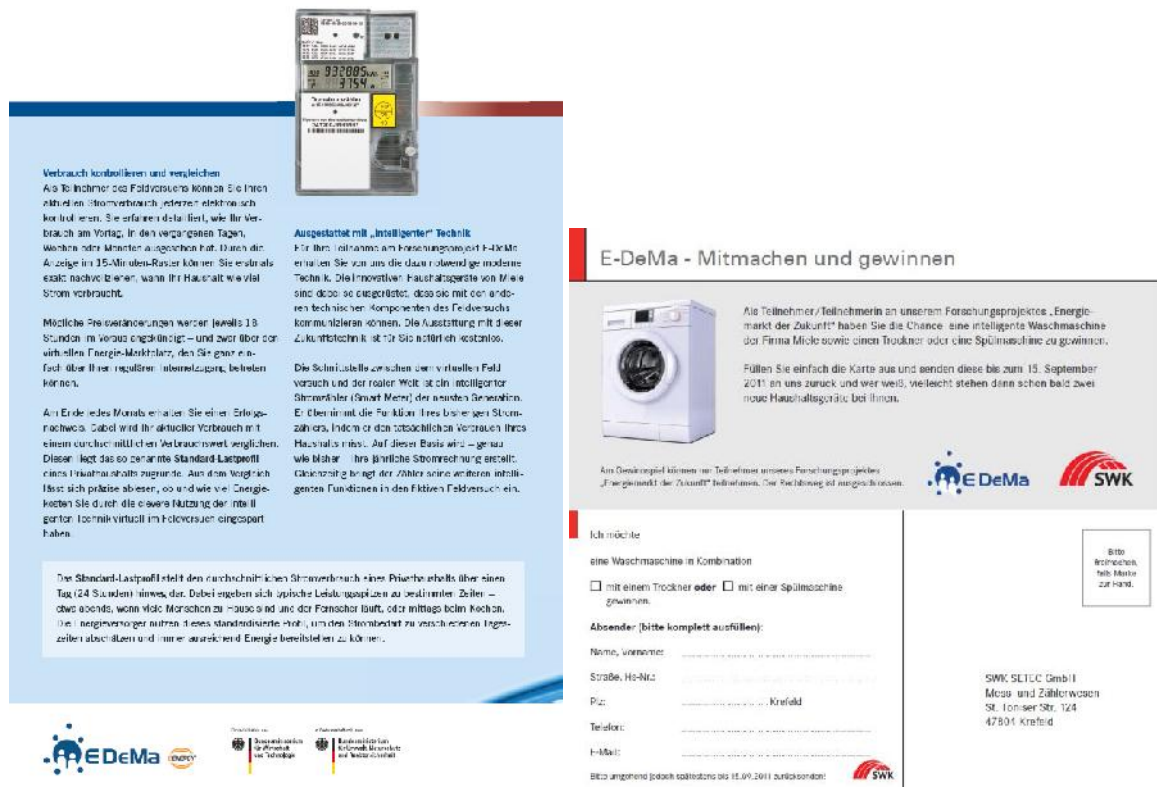 Verbrauch kontrollieren und vergleichen
Als Teilnehmer des Feldversuchs können Sie Ihren
aktuellen Stromverbrauch jederzeit elektronisch
kontrollieren. Sie erfahren detailliert, wie Ihr Ver-
brauch am Vortag, in den vergangenen Tagen,
Wochen oder Monaten ausgesehen hat. Durch die
Anzeige im 15-Minuten-Raster können Sie erstmals
exakt nachvollziehen, wann Ihr Haushalt wie viel
Strom verbraucht.
Mögliche Preisveränderungen werden jeweils 18
Stunden im Voraus angekündigt – und zwar über den
virtuellen Energie-Marktplatz, den Sie ganz ein-
fach über Ihren regulären Internetzugang betreten
können.
Am Ende jedes Monats erhalten Sie einen Erfolgs-
nachweis. Dabei wird Ihr aktueller Verbrauch mit
einem durchschnittlichen Verbrauchswert verglichen.
Diesen liegt das so genannte Standard-Lastprofil
eines Privathaushalts zugrunde. Aus dem Vergleich
lässt sich präzise ablesen, ob und wie viel Energie-
kosten Sie durch die clevere Nutzung der intelli-
genten Technik virtuell im Feldversuch eingespart
haben.
Ausgestattet mit „intelligenter“ Technik
Für Ihre Teilnahme am Forschungsprojekt E-DeMa
erhalten Sie von uns die dazu notwendige moderne
Technik. Die innovativen Haushaltsgeräte von Miele
sind dabei so ausgerüstet, dass sie mit den ande-
ren technischen Komponenten des Feldversuchs
kommunizieren können. Die Ausstattung mit dieser
Zukunftstechnik ist für Sie natürlich kostenlos.
Die Schnittstelle zwischen dem virtuellen Feld-
versuch und der realen Welt ist ein intelligenter
Stromzähler (Smart Meter) der neusten Generation.
Er übernimmt die Funktion Ihres bisherigen Strom-
zählers, indem er den tatsächlichen Verbrauch Ihres
Haushalts misst. Auf dieser Basis wird – genau
wie bisher – Ihre jährliche Stromrechnung erstellt.
Gleichzeitig bringt der Zähler seine weiteren intelli-
genten Funktionen in den fiktiven Feldversuch ein.
Das Standard-Lastprofil stellt den durchschnittlichen Stromverbrauch eines Privathaushalts über einen
Tag (24 Stunden) hinweg dar. Dabei ergeben sich typische Leistungsspitzen zu bestimmten Zeiten –
etwa abends, wenn viele Menschen zu Hause sind und der Fernseher läuft, oder mittags beim Kochen.
Die Energieversorger nutzen dieses standardisierte Profil, um den Strombedarf zu verschiedenen Tages-
zeiten abschätzen und immer ausreichend Energie bereitstellen zu können.
E DeMa
Bundesministerium
für Wirtschaft
und Technologie
Bundesministerium
für Umwelt, Naturschutz
und Reaktorsicherheit
E-DeMa - Mitmachen und gewinnen
Als Teilnehmer/Teilnehmerin an unserem Forschungsprojektes „Energie-
markt der Zukunft“ haben Sie die Chance eine intelligente Waschmaschine
der Firma Miele sowie einen Trockner oder eine Spülmaschine zu gewinnen.
Füllen Sie einfach die Karte aus und senden diese bis zum 15. September
2011 an uns zurück und wer weiß, vielleicht stehen dann schon bald zwei
neue Haushaltsgeräte bei Ihnen.
Am Gewinnspiel können nur Teilnehmer unseres Forschungsprojektes
„Energiemarkt der Zukunft“ teilnehmen. Der Rechtsweg ist ausgeschlossen.
E DeMa
SWK
Ich möchte
eine Waschmaschine in Kombination
mit einem Trockner oder mit einer Spülmaschine
gewinnen.
Absender (bitte komplett ausfüllen):
Name, Vorname:
Straße, Hs-Nr.:
Plz: Krefeld
Telefon:
E-Mail:
Bitte umgehend jedoch spätestens bis 15.09.2011 zurücksenden!
SWK
Bitte
freimachen,
falls Marke
zur Hand.
SWK SETEC GmbH
Mess- und Zählerwesen
St. Töniser Str. 124
47804 Krefeld